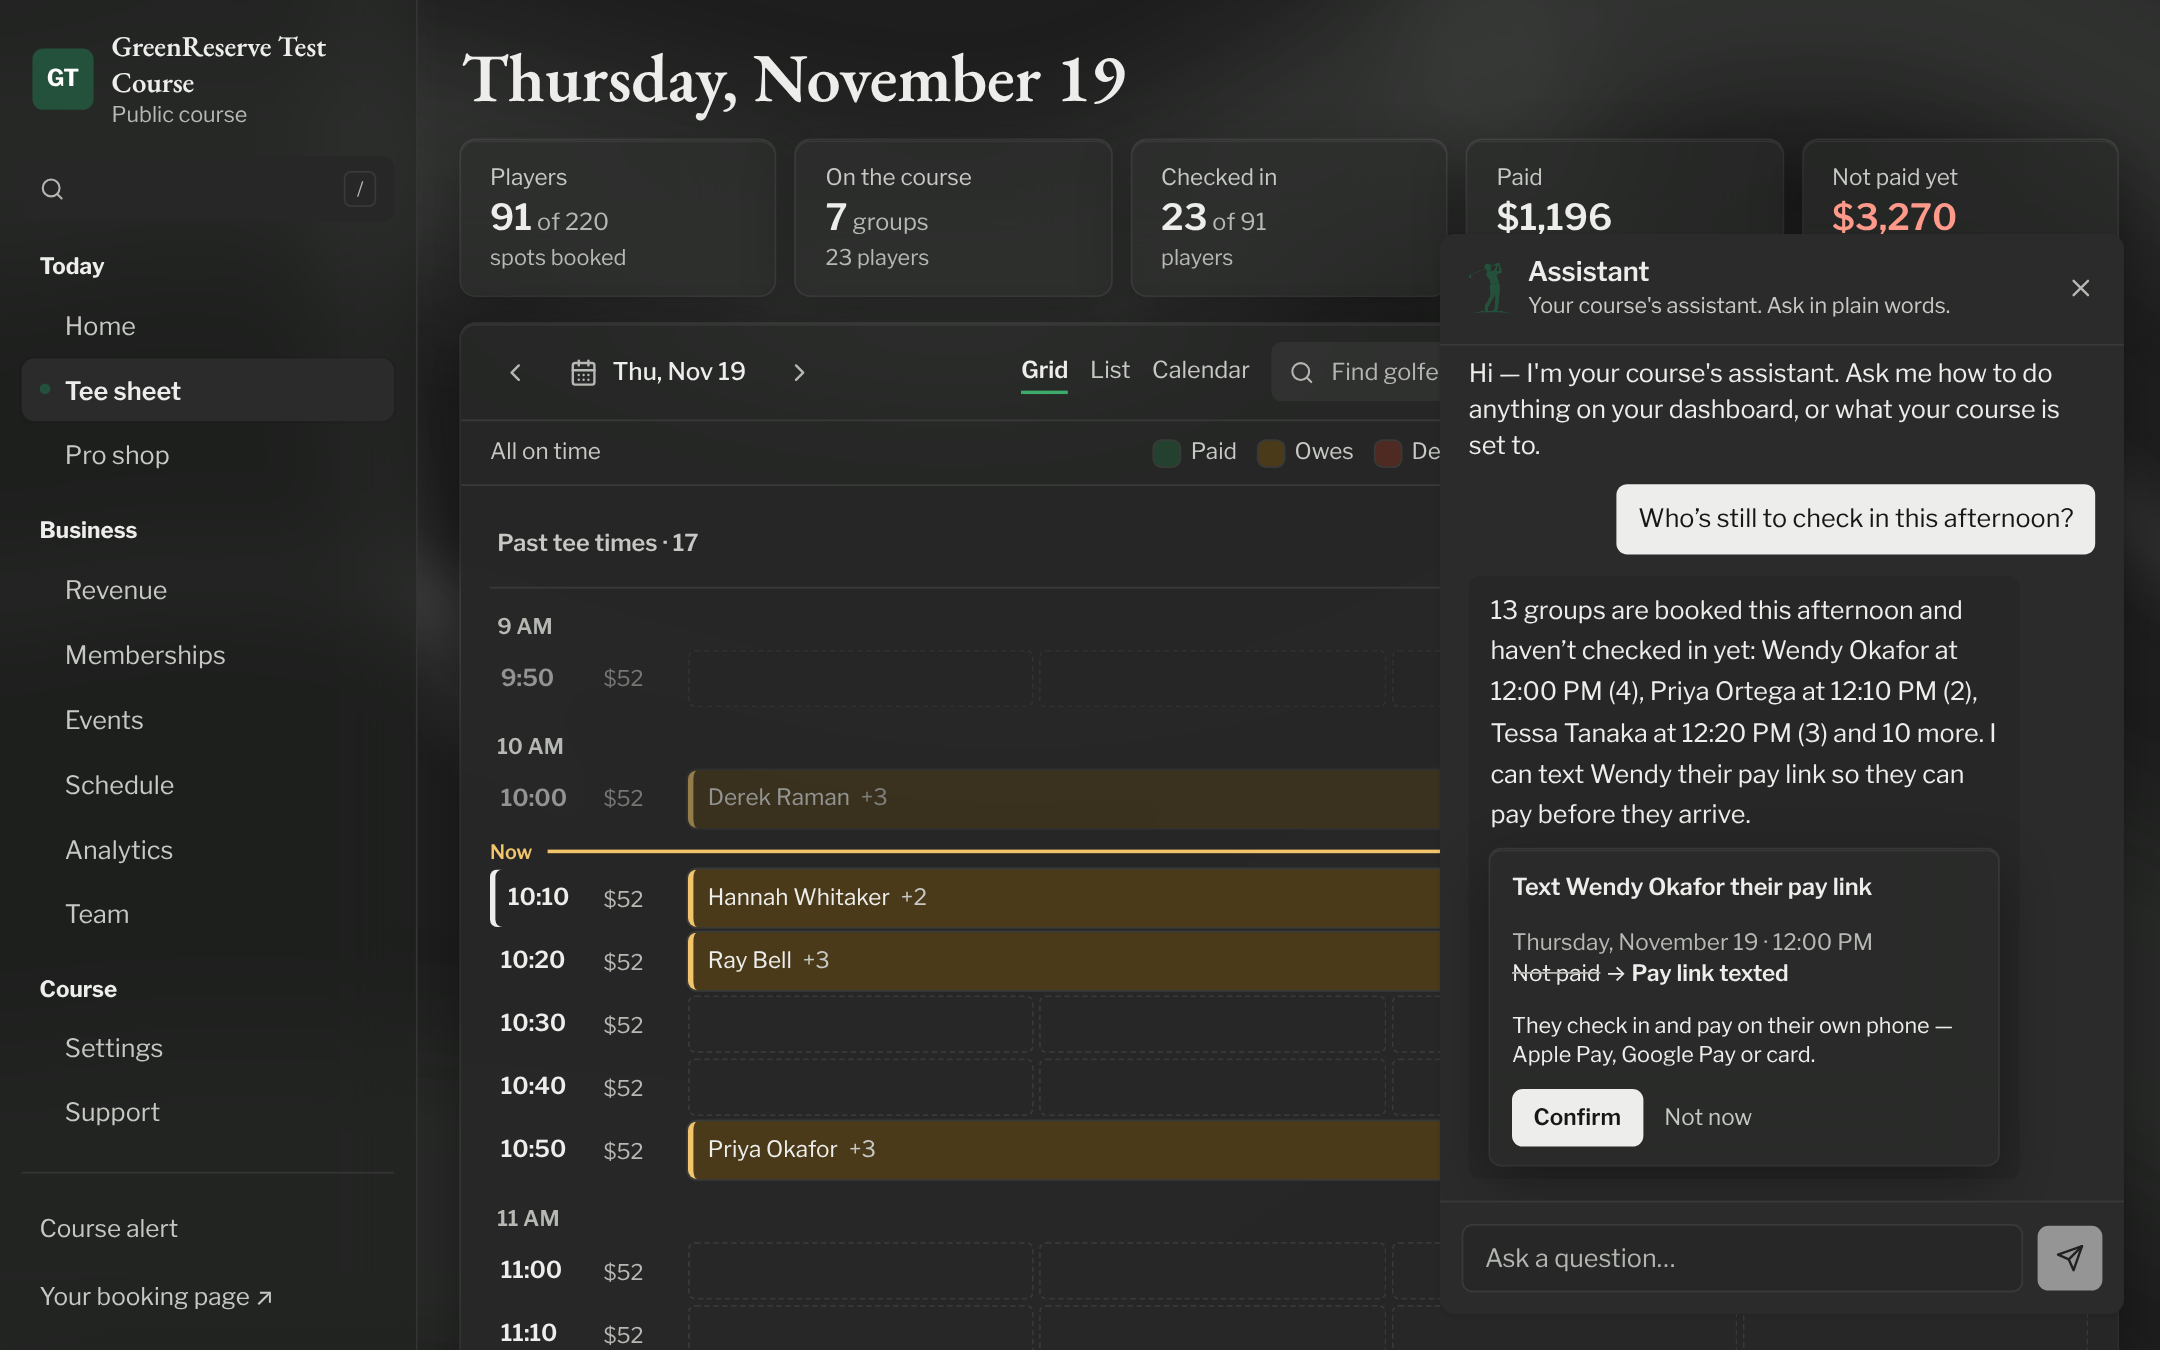 GT
GreenReserve Test
Course
Public course
/
Today
Home
Tee sheet
Pro shop
Business
Revenue
Memberships
Events
Schedule
Analytics
Team
Course
Settings
Support
Course alert
Your booking page ↗
Thursday, November 19
Players
91 of 220
spots booked
On the course
7 groups
23 players
Checked in
23 of 91
players
Paid
$1,196
Not paid yet
$3,270
Thu, Nov 19
Grid List Calendar
Find golfe
All on time
Paid Owes De
Past tee times · 17
9 AM
9:50 $52
10 AM
10:00 $52 Derek Raman +3
Now
10:10 $52 Hannah Whitaker +2
10:20 $52 Ray Bell +3
10:30 $52
10:40 $52
10:50 $52 Priya Okafor +3
11 AM
11:00 $52
11:10 $52
Assistant
Your course's assistant. Ask in plain words.
Hi — I'm your course's assistant. Ask me how to do
anything on your dashboard, or what your course is
set to.
Who’s still to check in this afternoon?
13 groups are booked this afternoon and
haven’t checked in yet: Wendy Okafor at
12:00 PM (4), Priya Ortega at 12:10 PM (2),
Tessa Tanaka at 12:20 PM (3) and 10 more. I
can text Wendy their pay link so they can
pay before they arrive.
Text Wendy Okafor their pay link
Thursday, November 19 · 12:00 PM
Not paid → Pay link texted
They check in and pay on their own phone —
Apple Pay, Google Pay or card.
Confirm Not now
Ask a question...